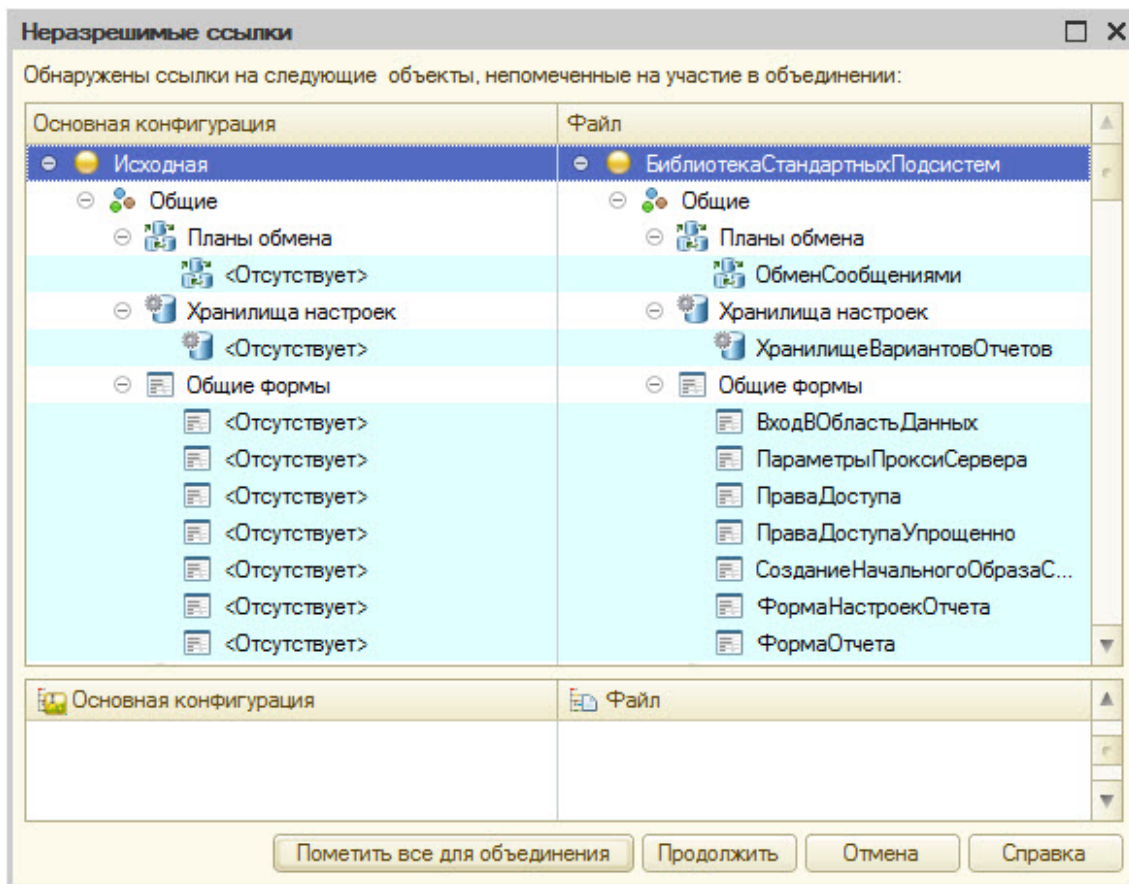 Неразрешимые ссылки
Обнаружены ссылки на следующие объекты, непомеченные на участие в объединении:
Основная конфигурация Файл
Исходная БиблиотекаСтандартныхПодсистем
Общие Общие
Планы обмена Планы обмена
<Отсутствует> ОбменСообщениями
Хранилища настроек Хранилища настроек
<Отсутствует> ХранилищеВариантовОтчетов
Общие формы Общие формы
<Отсутствует> ВходВОбластьДанных
<Отсутствует> ПараметрыПроксиСервера
<Отсутствует> ПраваДоступа
<Отсутствует> ПраваДоступаУпрощенно
<Отсутствует> СозданиеНачальногоОбразаС...
<Отсутствует> ФормаНастроекОтчета
<Отсутствует> ФормаОтчета
Основная конфигурация Файл
Пометить все для объединения Продолжить Отмена Справка